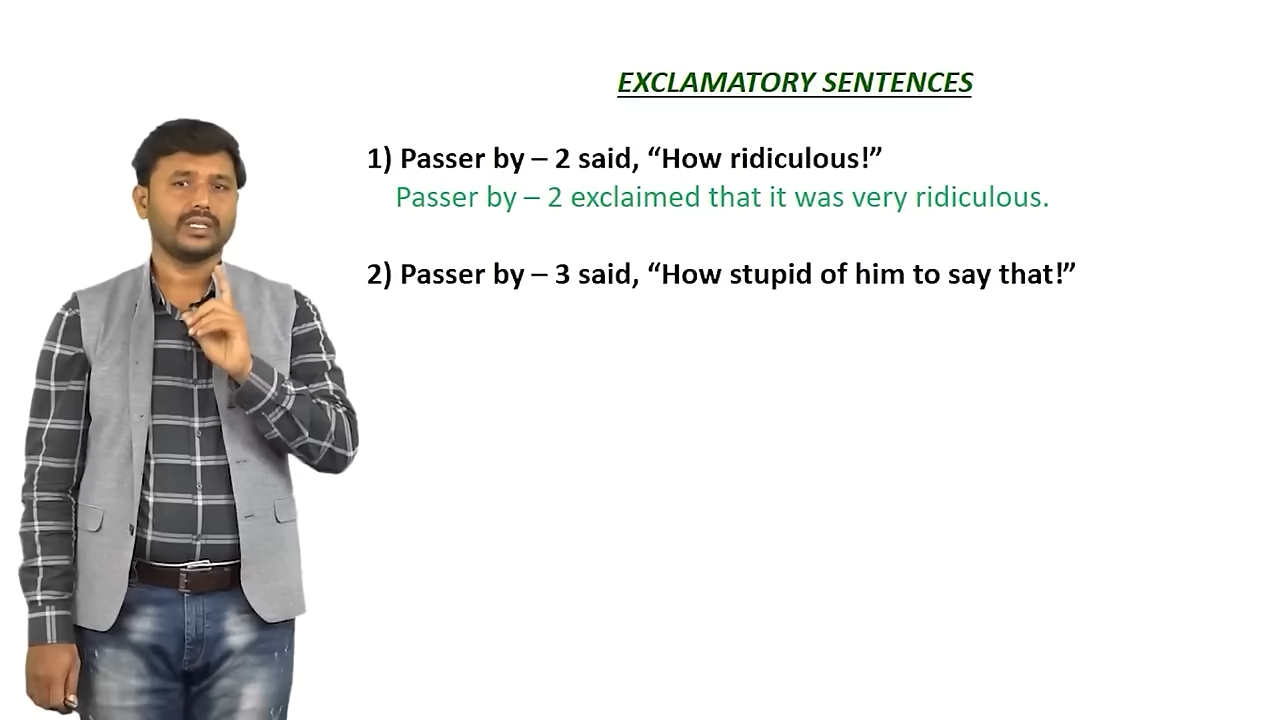 EXCLAMATORY SENTENCES
1) Passer by – 2 said, “How ridiculous!”
Passer by – 2 exclaimed that it was very ridiculous.
2) Passer by – 3 said, “How stupid of him to say that!”